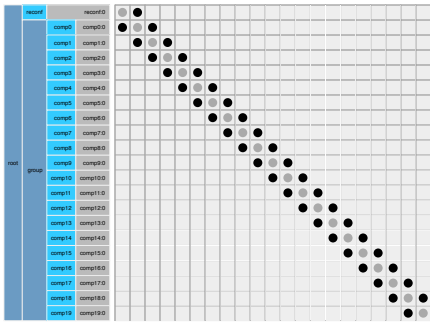 root
group
reconf reconf:0
comp0 comp0:0
comp1 comp1:0
comp2 comp2:0
comp3 comp3:0
comp4 comp4:0
comp5 comp5:0
comp6 comp6:0
comp7 comp7:0
comp8 comp8:0
comp9 comp9:0
comp10 comp10:0
comp11 comp11:0
comp12 comp12:0
comp13 comp13:0
comp14 comp14:0
comp15 comp15:0
comp16 comp16:0
comp17 comp17:0
comp18 comp18:0
comp19 comp19:0